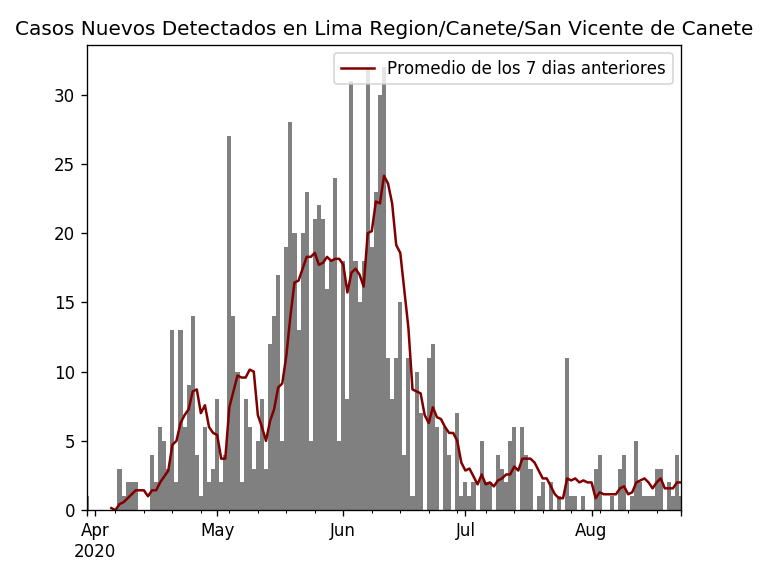 Casos Nuevos Detectados en Lima Region/Canete/San Vicente de Canete
Promedio de los 7 dias anteriores
30
25
20
15
10
5
0
Apr May Jun Jul Aug
2020